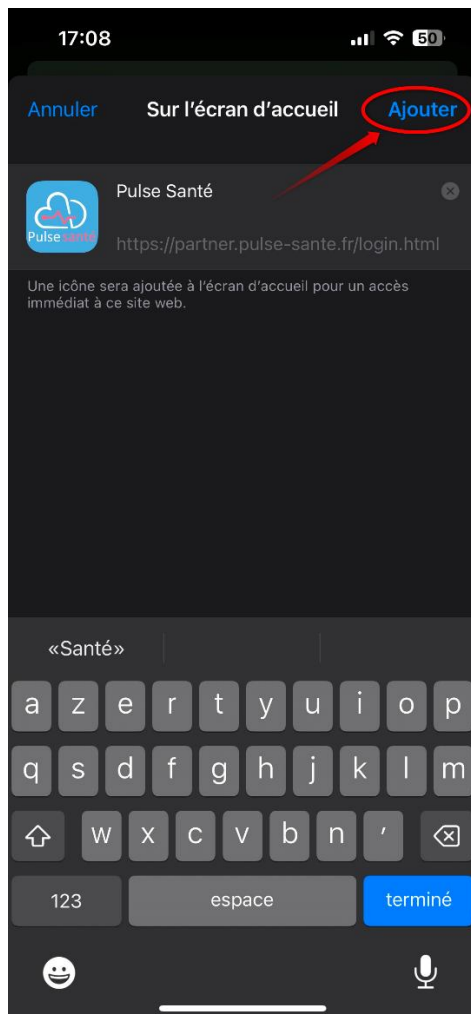 17:08
50
Annuler
Sur l'écran d'accueil
Ajouter
Pulse Santé
Pulse santé
https://partner.pulse-sante.fr/login.html
Une icône sera ajoutée à l'écran d'accueil pour un accès
immédiat à ce site web.
«Santé»
a z e r t y u i o p
q s d f g h j k l m
w x c v b n ʹ
123
espace
terminé